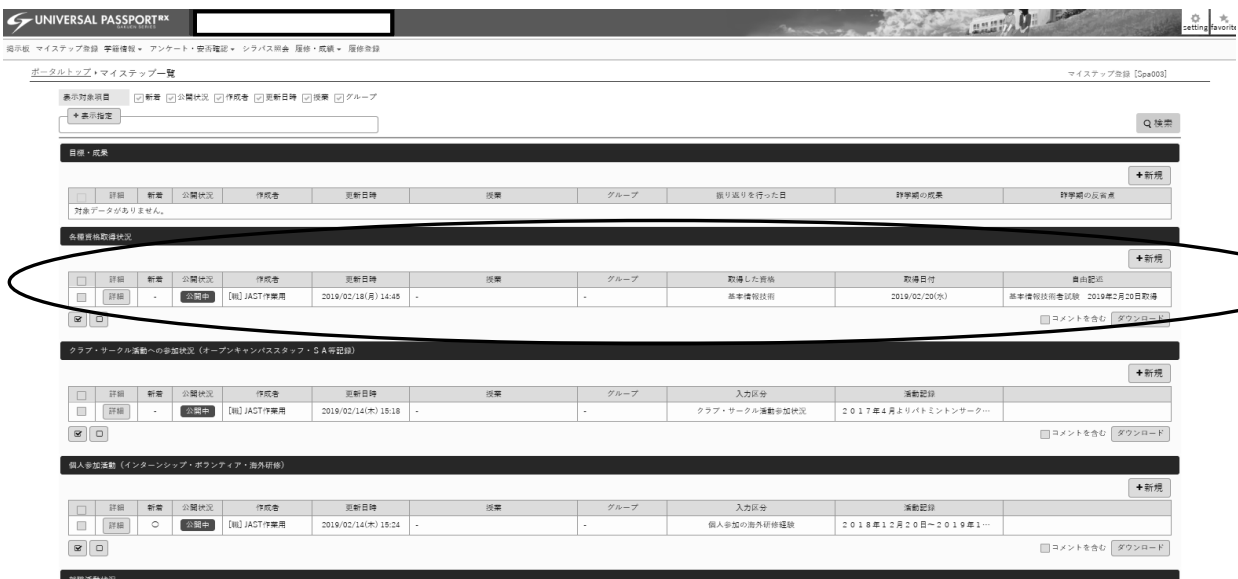 UNIVERSAL PASSPORT RX
setting favorite
掲示板 マイステップ登録 学籍情報 アンケート・安否確認 シラバス照会 履修・成績 履修登録
ポータルトップ マイステップ一覧 マイステップ登録 [Spa003]
表示対象項目 新着 公開状況 作成者 更新日時 授業 グループ
+表示指定
検索
目標・成果
+新規
詳細 新着 公開状況 作成者 更新日時 授業 グループ 振り返りを行った日 昨学期の成果 昨学期の反省点
対象データがありません。
各種資格取得状況
+新規
詳細 新着 公開状況 作成者 更新日時 授業 グループ 取得した資格 取得日付 自由記述
詳細 - 公開中 [職] JAST作業用 2019/02/18(月) 14:45 - - 基本情報技術 2019/02/20(水) 基本情報技術者試験 2019年2月20日取得
コメントを含む ダウンロード
クラブ・サークル活動への参加状況 (オープンキャンパススタッフ・SA等記録)
+新規
詳細 新着 公開状況 作成者 更新日時 授業 グループ 入力区分 活動記録
詳細 - 公開中 [職] JAST作業用 2019/02/14(木) 15:18 - - クラブ・サークル活動参加状況 2017年4月よりバトミントンサーク…
コメントを含む ダウンロード
個人参加活動 (インターンシップ・ボランティア・海外研修)
+新規
詳細 新着 公開状況 作成者 更新日時 授業 グループ 入力区分 活動記録
詳細 ○ 公開中 [職] JAST作業用 2019/02/14(木) 15:24 - - 個人参加の海外研修経験 2018年12月20日～2019年1…
コメントを含む ダウンロード